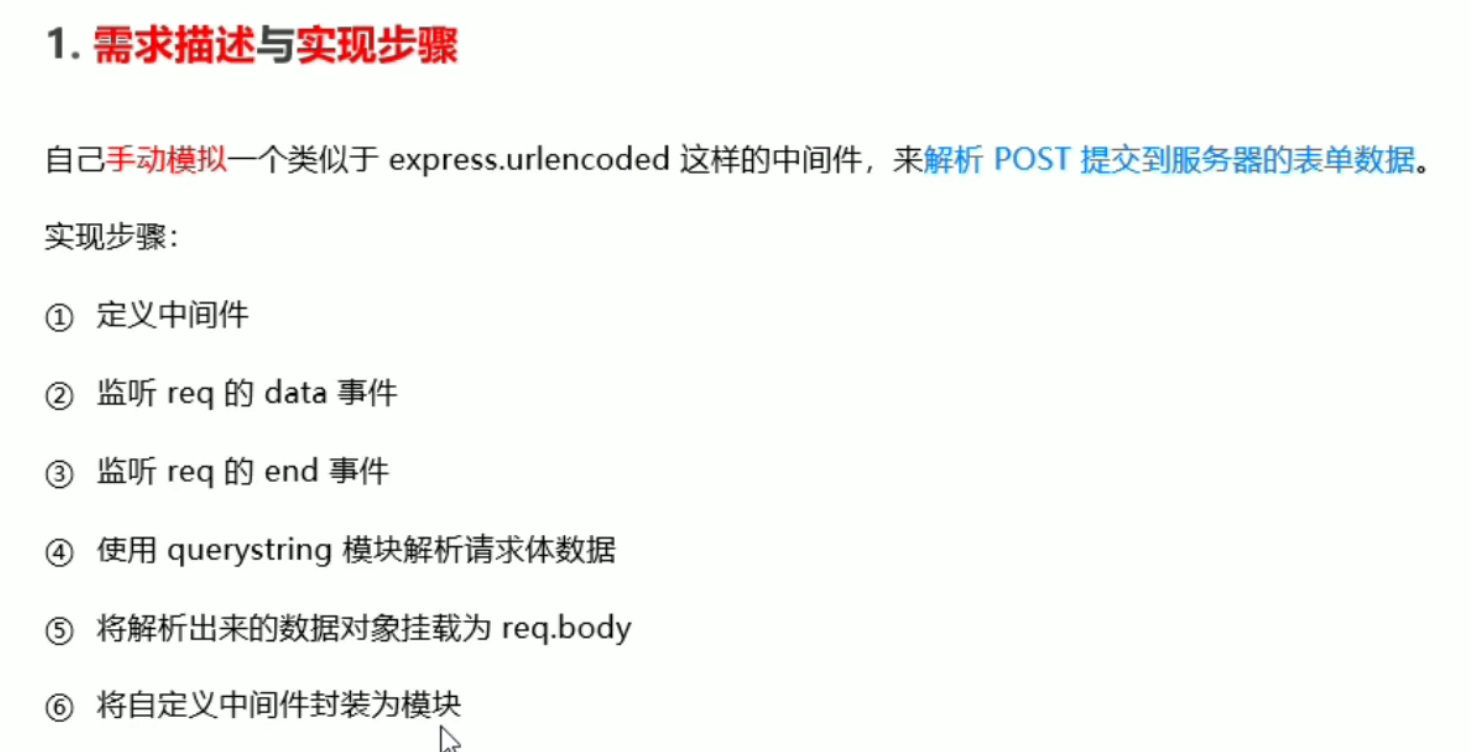 1. 需求描述与实现步骤
自己手动模拟一个类似于 express.urlencoded 这样的中间件，来解析 POST 提交到服务器的表单数据。
实现步骤：
① 定义中间件
② 监听 req 的 data 事件
③ 监听 req 的 end 事件
④ 使用 querystring 模块解析请求体数据
⑤ 将解析出来的数据对象挂载为 req.body
⑥ 将自定义中间件封装为模块